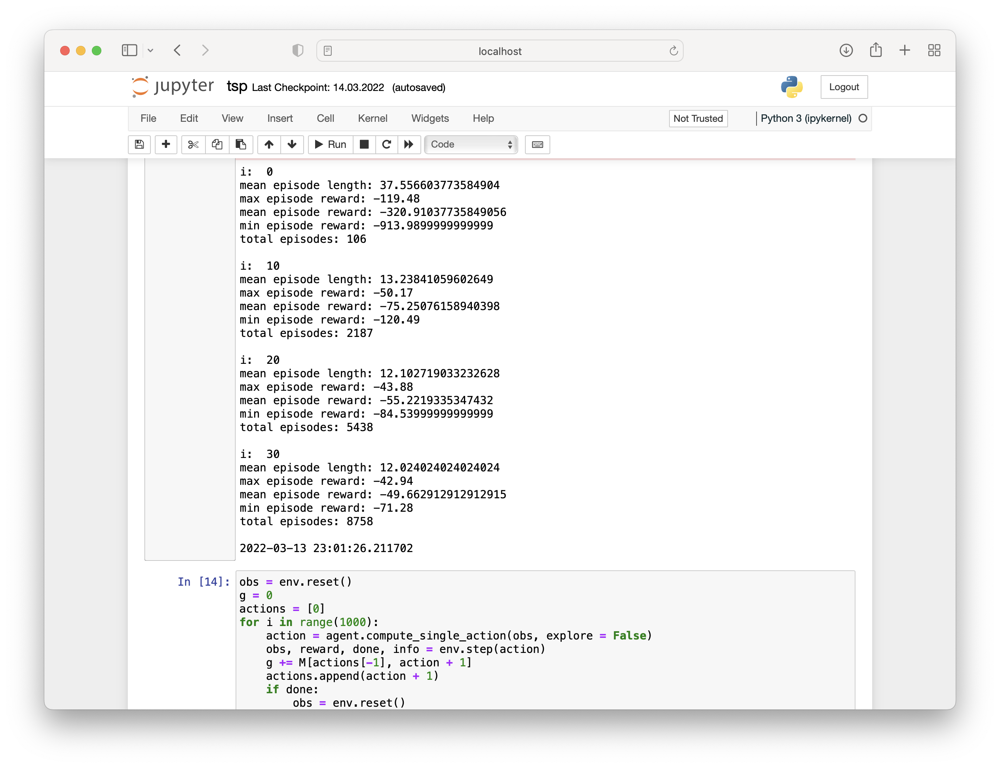 localhost
jupyter tsp Last Checkpoint: 14.03.2022 (autosaved) Logout
File Edit View Insert Cell Kernel Widgets Help Not Trusted Python 3 (ipykernel)
Run Code
i:  0
mean episode length: 37.556603773584904
max episode reward: -119.48
mean episode reward: -320.91037735849056
min episode reward: -913.9899999999999
total episodes: 106
i:  10
mean episode length: 13.23841059602649
max episode reward: -50.17
mean episode reward: -75.25076158940398
min episode reward: -120.49
total episodes: 2187
i:  20
mean episode length: 12.102719033232628
max episode reward: -43.88
mean episode reward: -55.2219335347432
min episode reward: -84.53999999999999
total episodes: 5438
i:  30
mean episode length: 12.024024024024024
max episode reward: -42.94
mean episode reward: -49.662912912912915
min episode reward: -71.28
total episodes: 8758
2022-03-13 23:01:26.211702
In [14]: obs = env.reset()
g = 0
actions = [0]
for i in range(1000):
    action = agent.compute_single_action(obs, explore = False)
    obs, reward, done, info = env.step(action)
    g += M[actions[-1], action + 1]
    actions.append(action + 1)
    if done:
        obs = env.reset()